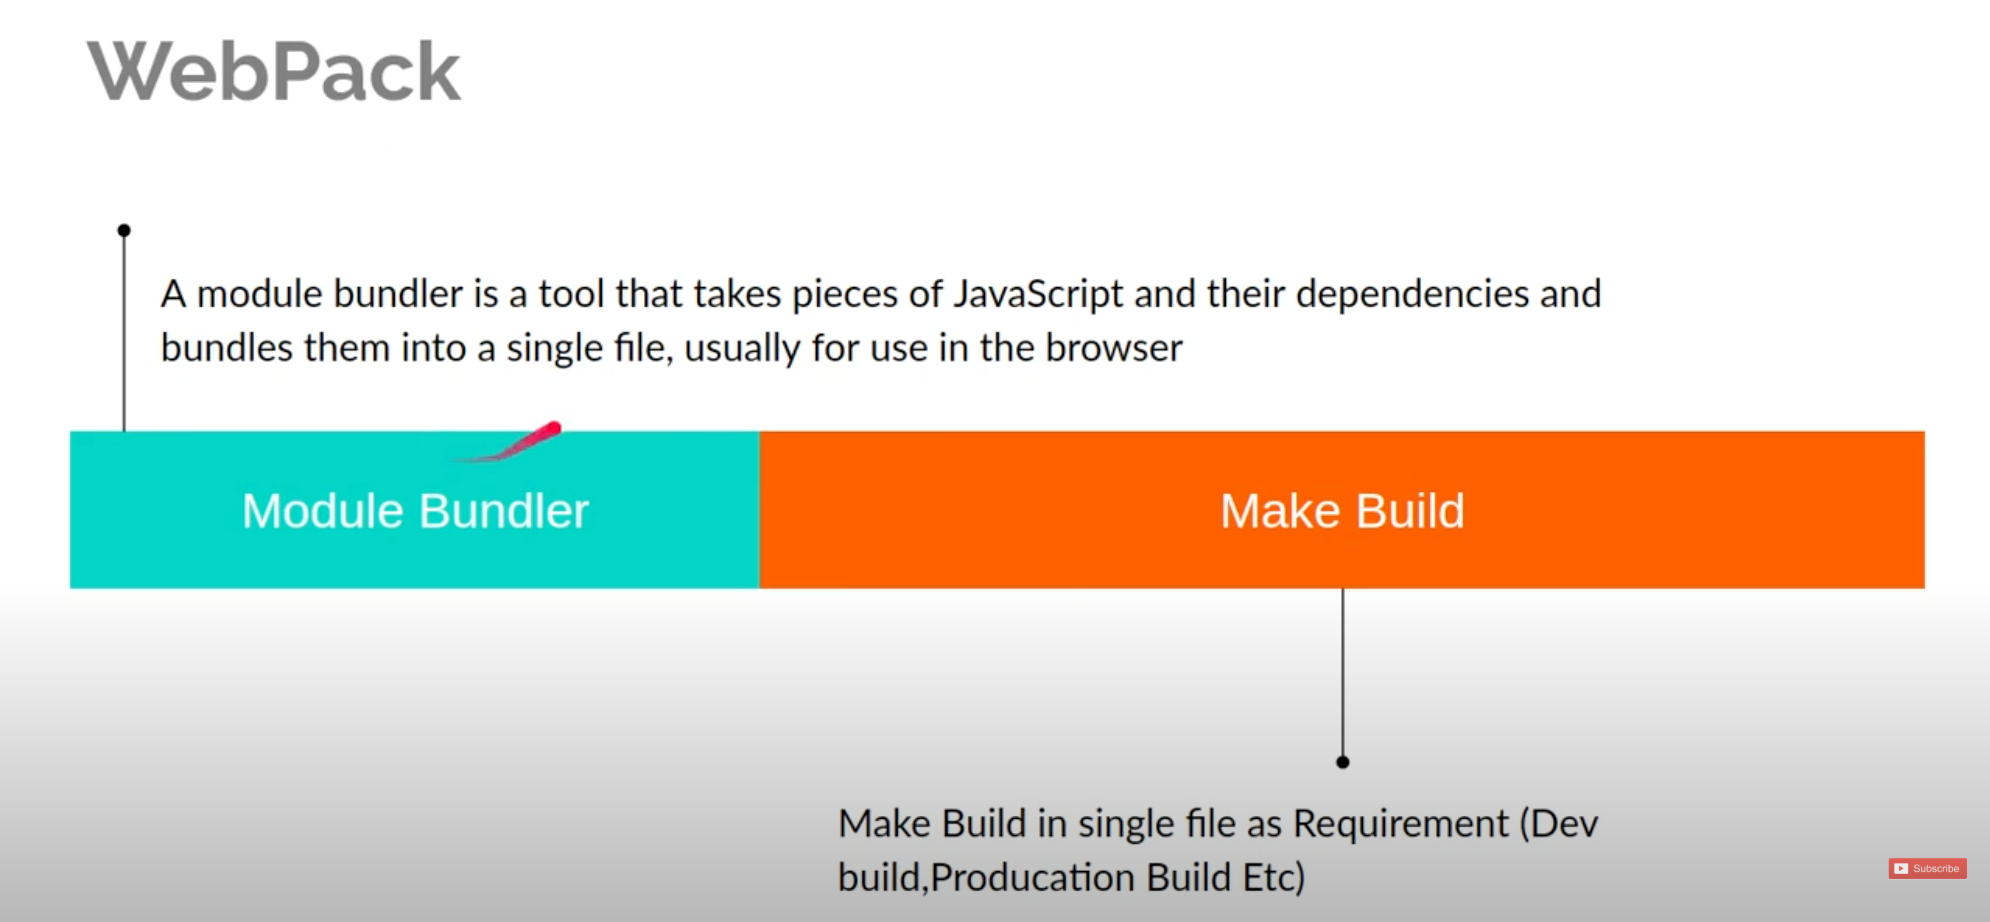 WebPack
A module bundler is a tool that takes pieces of JavaScript and their dependencies and
bundles them into a single file, usually for use in the browser
Module Bundler
Make Build
Make Build in single file as Requirement (Dev
build,Producation Build Etc)
Subscribe